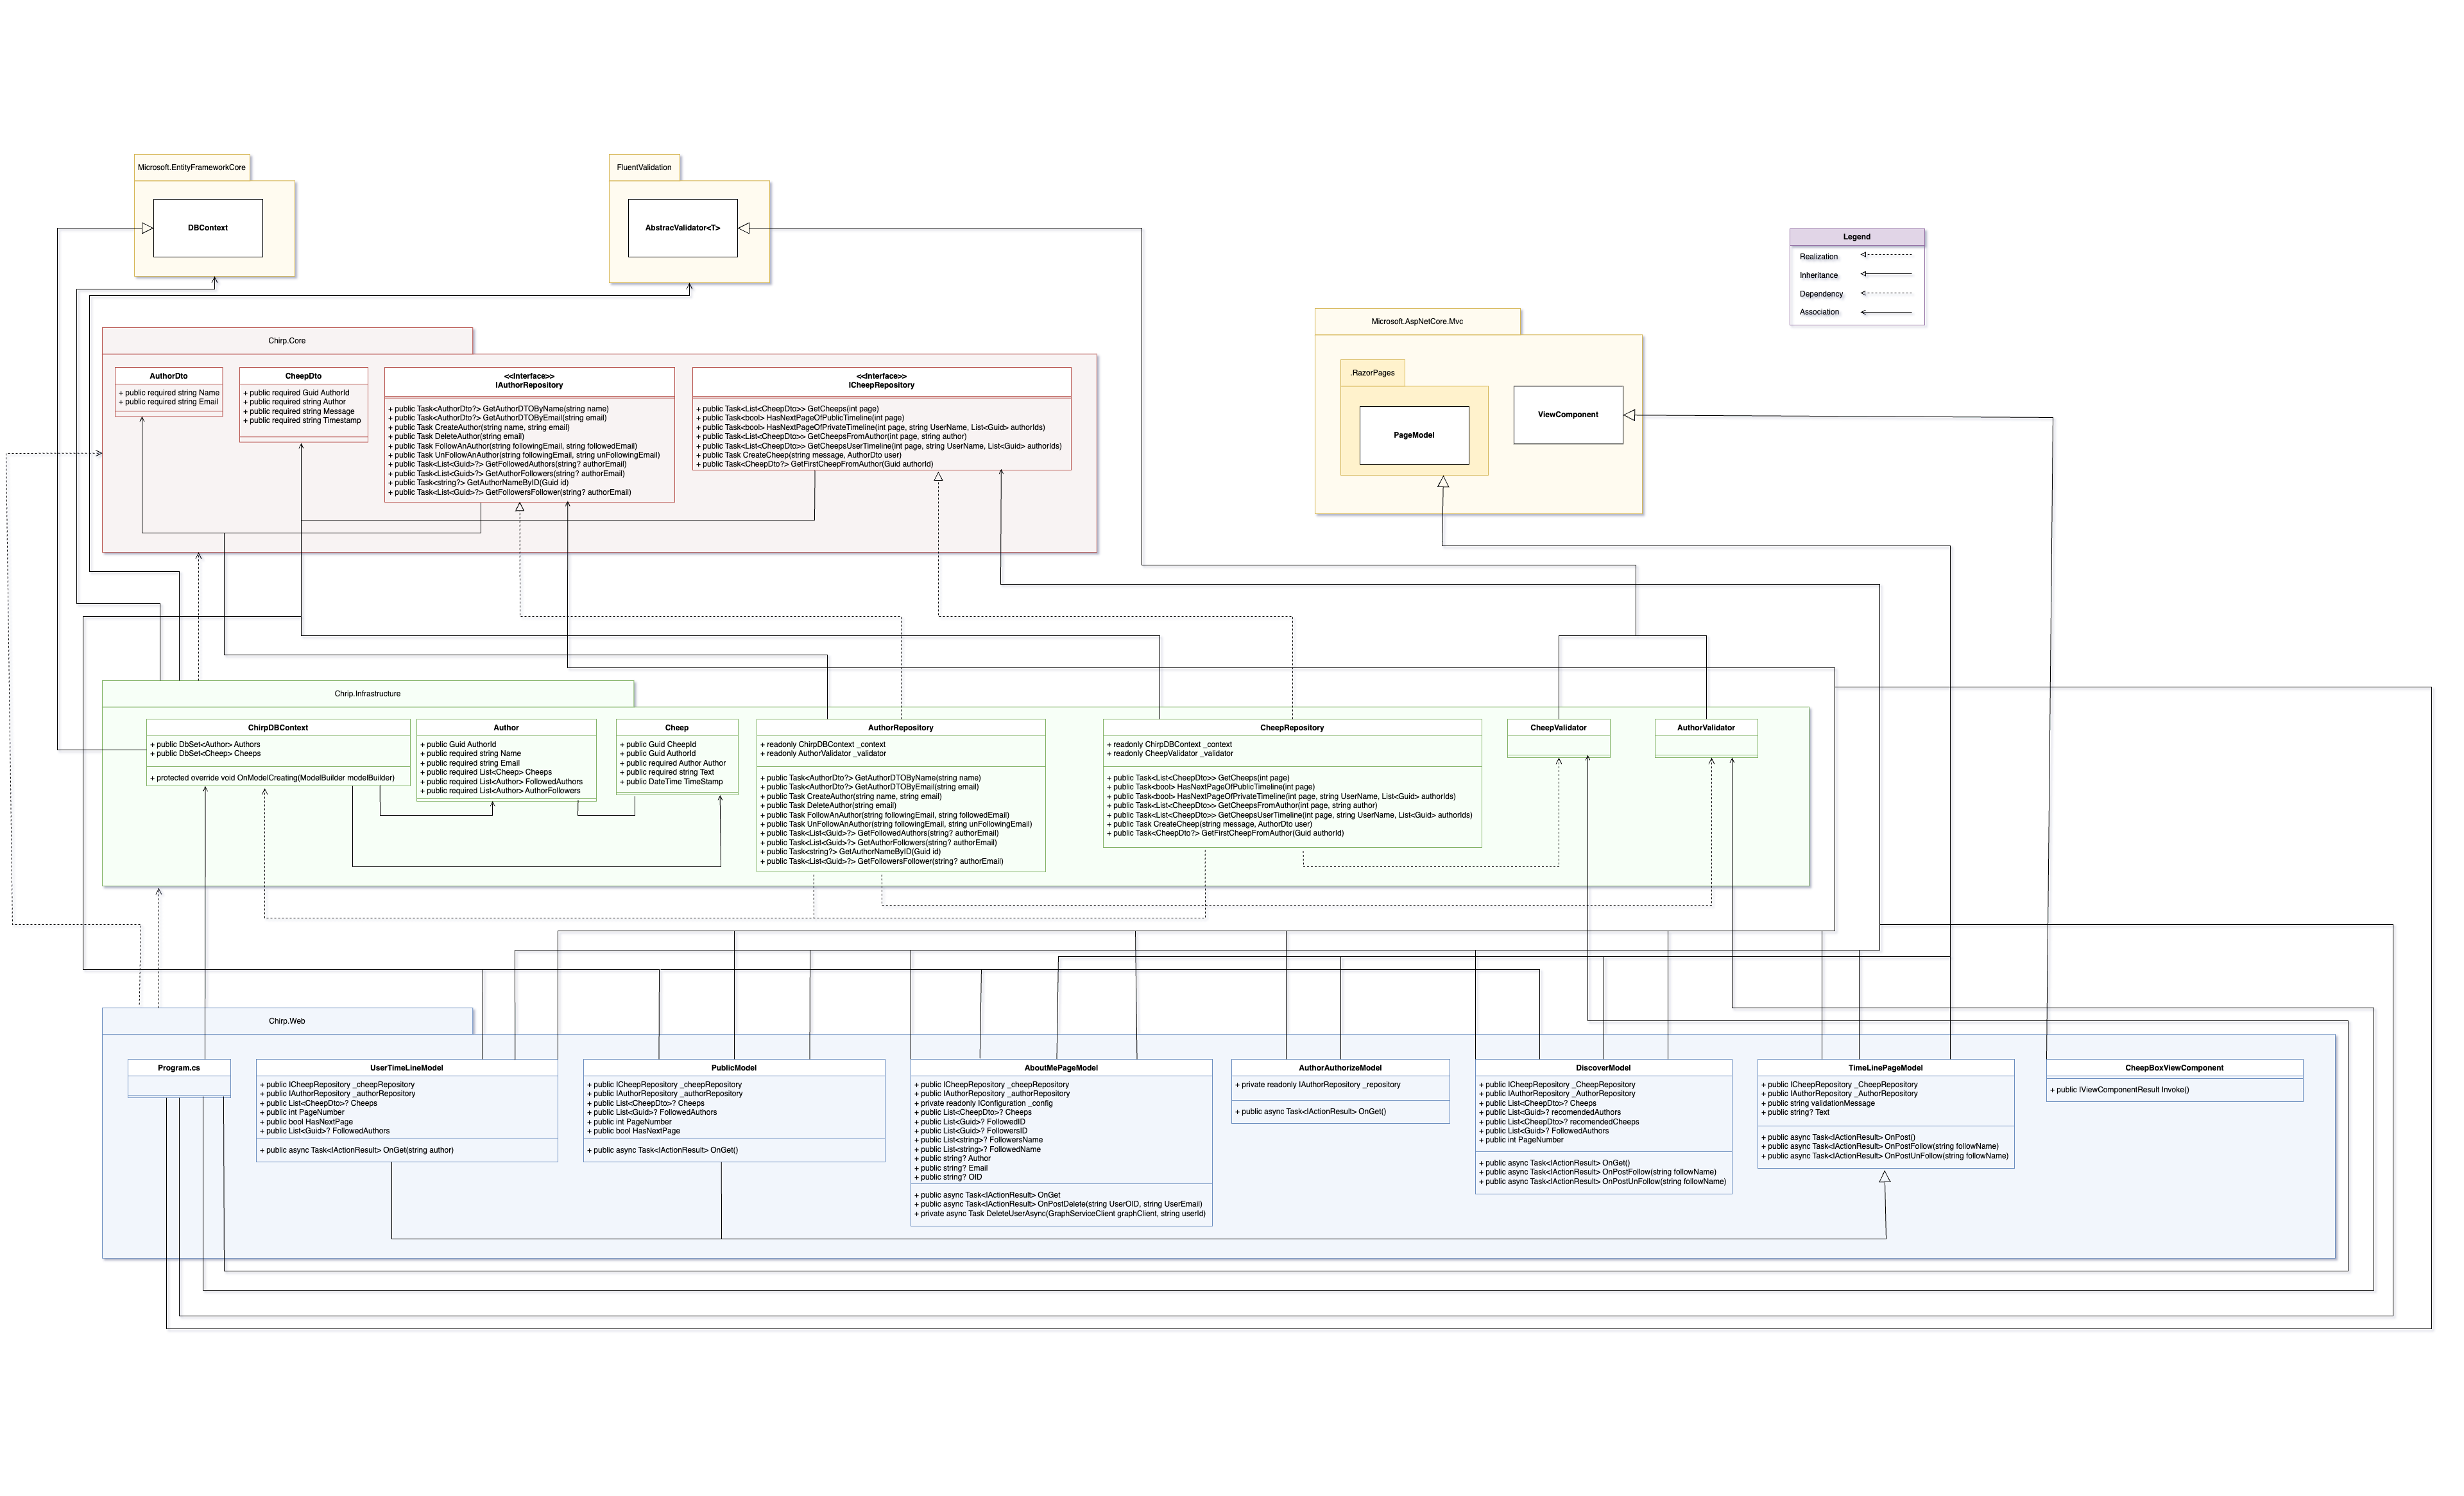 Microsoft.EntityFrameworkCore
DBContext
FluentValidation
AbstracValidator<T>
Legend
Realization
Inheritance
Dependency
Association
Microsoft.AspNetCore.Mvc
.RazorPages
PageModel
ViewComponent
Chirp.Core
AuthorDto
+ public required string Name
+ public required string Email
CheepDto
+ public required Guid AuthorId
+ public required string Author
+ public required string Message
+ public required string Timestamp
<<Interface>>
IAuthorRepository
+ public Task<AuthorDto?> GetAuthorDTOByName(string name)
+ public Task<AuthorDto?> GetAuthorDTOByEmail(string email)
+ public Task CreateAuthor(string name, string email)
+ public Task DeleteAuthor(string email)
+ public Task FollowAnAuthor(string followingEmail, string followedEmail)
+ public Task UnFollowAnAuthor(string followingEmail, string unFollowingEmail)
+ public Task<List<Guid>?> GetFollowedAuthors(string? authorEmail)
+ public Task<List<Guid>?> GetAuthorFollowers(string? authorEmail)
+ public Task<string?> GetAuthorNameByID(Guid id)
+ public Task<List<Guid>?> GetFollowersFollower(string? authorEmail)
<<Interface>>
ICheepRepository
+ public Task<List<CheepDto>> GetCheeps(int page)
+ public Task<bool> HasNextPageOfPublicTimeline(int page)
+ public Task<bool> HasNextPageOfPrivateTimeline(int page, string UserName, List<Guid> authorIds)
+ public Task<List<CheepDto>> GetCheepsFromAuthor(int page, string author)
+ public Task<List<CheepDto>> GetCheepsUserTimeline(int page, string UserName, List<Guid> authorIds)
+ public Task CreateCheep(string message, AuthorDto user)
+ public Task<CheepDto?> GetFirstCheepFromAuthor(Guid authorId)
Chrip.Infrastructure
ChirpDBContext
+ public DbSet<Author> Authors
+ public DbSet<Cheep> Cheeps
+ protected override void OnModelCreating(ModelBuilder modelBuilder)
Author
+ public Guid AuthorId
+ public required string Name
+ public required string Email
+ public required List<Cheep> Cheeps
+ public required List<Author> FollowedAuthors
+ public required List<Author> AuthorFollowers
Cheep
+ public Guid CheepId
+ public Guid AuthorId
+ public required Author Author
+ public required string Text
+ public DateTime TimeStamp
AuthorRepository
+ readonly ChirpDBContext _context
+ readonly AuthorValidator _validator
+ public Task<AuthorDto?> GetAuthorDTOByName(string name)
+ public Task<AuthorDto?> GetAuthorDTOByEmail(string email)
+ public Task CreateAuthor(string name, string email)
+ public Task DeleteAuthor(string email)
+ public Task FollowAnAuthor(string followingEmail, string followedEmail)
+ public Task UnFollowAnAuthor(string followingEmail, string unFollowingEmail)
+ public Task<List<Guid>?> GetFollowedAuthors(string? authorEmail)
+ public Task<List<Guid>?> GetAuthorFollowers(string? authorEmail)
+ public Task<string?> GetAuthorNameByID(Guid id)
+ public Task<List<Guid>?> GetFollowersFollower(string? authorEmail)
CheepRepository
+ readonly ChirpDBContext _context
+ readonly CheepValidator _validator
+ public Task<List<CheepDto>> GetCheeps(int page)
+ public Task<bool> HasNextPageOfPublicTimeline(int page)
+ public Task<bool> HasNextPageOfPrivateTimeline(int page, string UserName, List<Guid> authorIds)
+ public Task<List<CheepDto>> GetCheepsFromAuthor(int page, string author)
+ public Task<List<CheepDto>> GetCheepsUserTimeline(int page, string UserName, List<Guid> authorIds)
+ public Task CreateCheep(string message, AuthorDto user)
+ public Task<CheepDto?> GetFirstCheepFromAuthor(Guid authorId)
CheepValidator
AuthorValidator
Chirp.Web
Program.cs
UserTimeLineModel
+ public ICheepRepository _cheepRepository
+ public IAuthorRepository _authorRepository
+ public List<CheepDto>? Cheeps
+ public int PageNumber
+ public bool HasNextPage
+ public List<Guid>? FollowedAuthors
+ public async Task<IActionResult> OnGet(string author)
PublicModel
+ public ICheepRepository _cheepRepository
+ public IAuthorRepository _authorRepository
+ public List<CheepDto>? Cheeps
+ public List<Guid>? FollowedAuthors
+ public int PageNumber
+ public bool HasNextPage
+ public async Task<IActionResult> OnGet()
AboutMePageModel
+ public ICheepRepository _cheepRepository
+ public IAuthorRepository _authorRepository
+ private readonly IConfiguration _config
+ public List<CheepDto>? Cheeps
+ public List<Guid>? FollowedID
+ public List<Guid>? FollowersID
+ public List<string>? FollowersName
+ public List<string>? FollowedName
+ public string? Author
+ public string? Email
+ public string? OID
+ public async Task<IActionResult> OnGet
+ public async Task<IActionResult> OnPostDelete(string UserOID, string UserEmail)
+ private async Task DeleteUserAsync(GraphServiceClient graphClient, string userId)
AuthorAuthorizeModel
+ private readonly IAuthorRepository _repository
+ public async Task<IActionResult> OnGet()
DiscoverModel
+ public ICheepRepository _CheepRepository
+ public IAuthorRepository _AuthorRepository
+ public List<CheepDto>? Cheeps
+ public List<Guid>? recomendedAuthors
+ public List<CheepDto>? recomendedCheeps
+ public List<Guid>? FollowedAuthors
+ public int PageNumber
+ public async Task<IActionResult> OnGet()
+ public async Task<IActionResult> OnPostFollow(string followName)
+ public async Task<IActionResult> OnPostUnFollow(string followName)
TimeLinePageModel
+ public ICheepRepository _CheepRepository
+ public IAuthorRepository _AuthorRepository
+ public string validationMessage
+ public string? Text
+ public async Task<IActionResult> OnPost()
+ public async Task<IActionResult> OnPostFollow(string followName)
+ public async Task<IActionResult> OnPostUnFollow(string followName)
CheepBoxViewComponent
+ public IViewComponentResult Invoke()